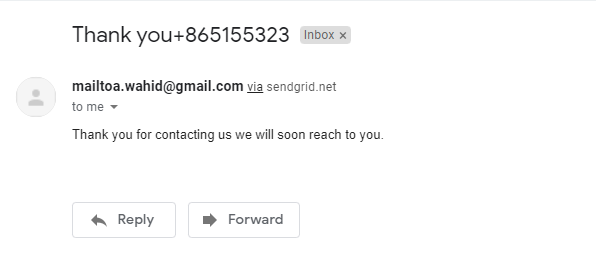 Thank you+865155323 Inbox x
mailtoa.wahid@gmail.com via sendgrid.net
to me
Thank you for contacting us we will soon reach to you.
Reply Forward